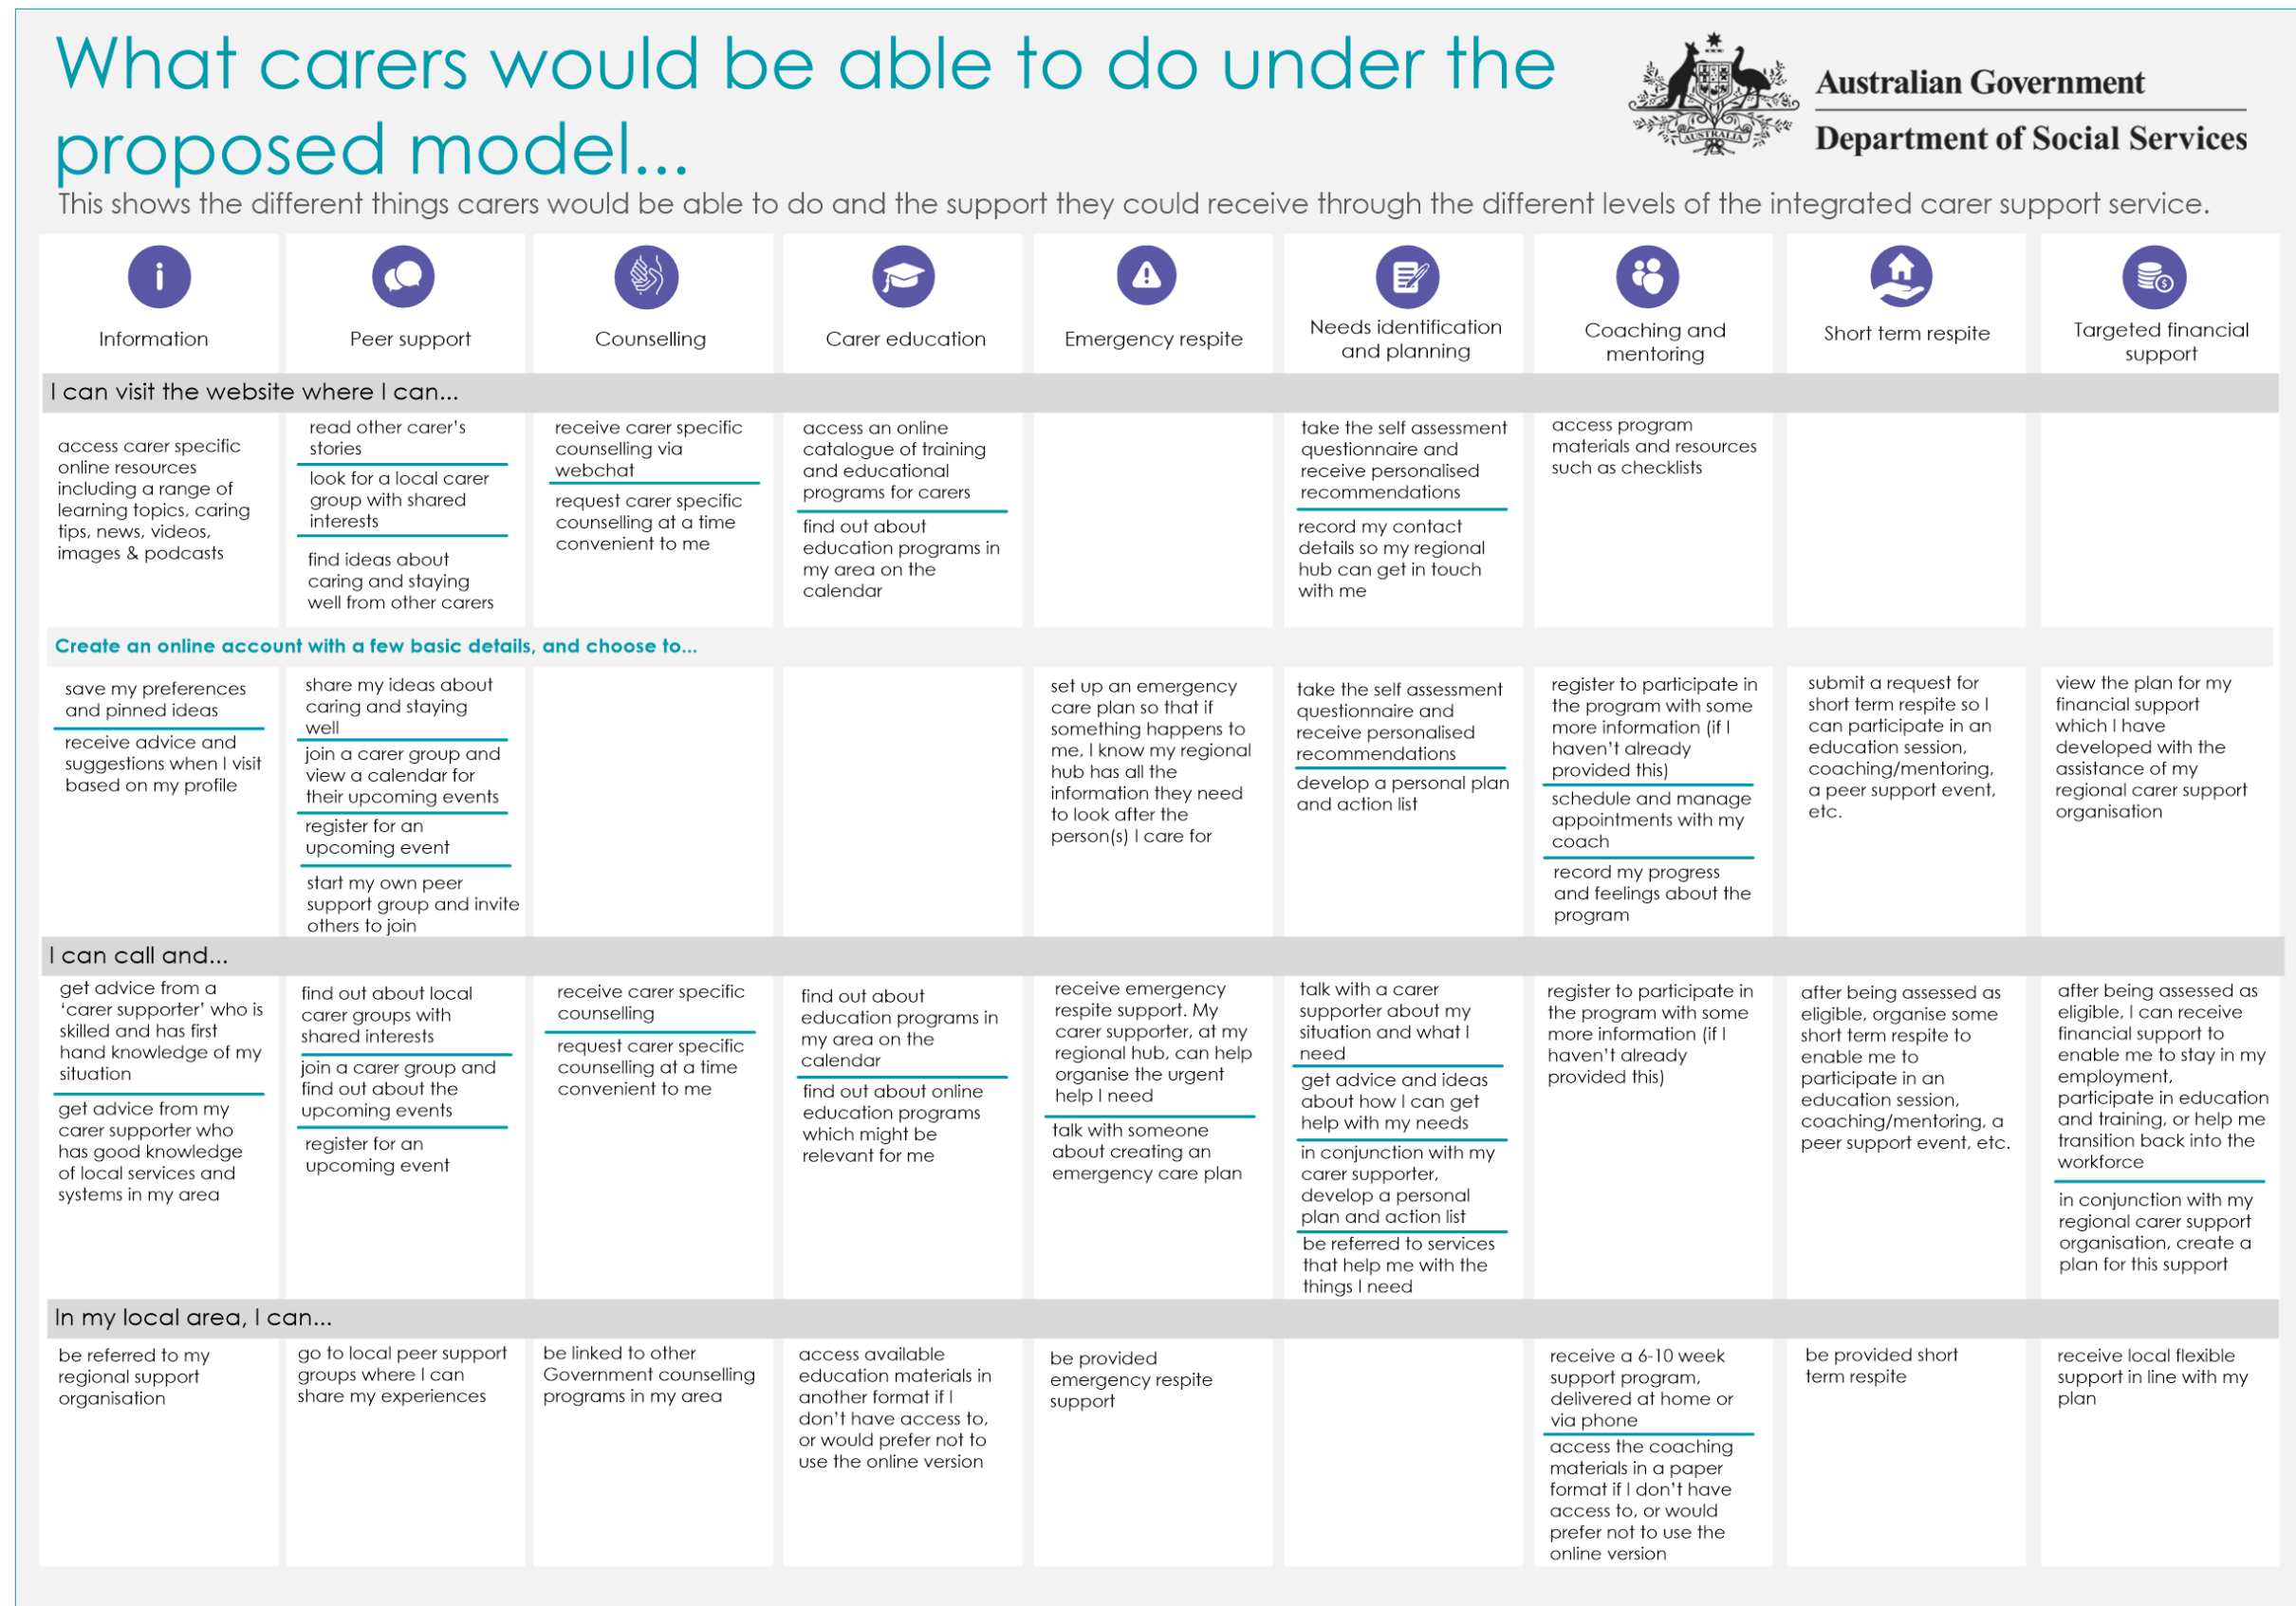 What carers would be able to do under the
proposed model...
AUSTRALIA
Australian Government
Department of Social Services
This shows the different things carers would be able to do and the support they could receive through the different levels of the integrated carer support service.
Information
Peer support
Counselling
Carer education
Emergency respite
Needs identification
and planning
Coaching and
mentoring
Short term respite
Targeted financial
support
I can visit the website where I can...
access carer specific
online resources
including a range of
learning topics, caring
tips, news, videos,
images & podcasts
read other carer's
stories
look for a local carer
group with shared
interests
find ideas about
caring and staying
well from other carers
receive carer specific
counselling via
webchat
request carer specific
counselling at a time
convenient to me
access an online
catalogue of training
and educational
programs for carers
find out about
education programs in
my area on the
calendar
take the self assessment
questionnaire and
receive personalised
recommendations
record my contact
details so my regional
hub can get in touch
with me
access program
materials and resources
such as checklists
Create an online account with a few basic details, and choose to...
save my preferences
and pinned ideas
receive advice and
suggestions when I visit
based on my profile
share my ideas about
caring and staying
well
join a carer group and
view a calendar for
their upcoming events
register for an
upcoming event
start my own peer
support group and invite
others to join
set up an emergency
care plan so that if
something happens to
me, I know my regional
hub has all the
information they need
to look after the
person(s) I care for
take the self assessment
questionnaire and
receive personalised
recommendations
develop a personal plan
and action list
register to participate in
the program with some
more information (if I
haven't already
provided this)
schedule and manage
appointments with my
coach
record my progress
and feelings about the
program
submit a request for
short term respite so I
can participate in an
education session,
coaching/mentoring,
a peer support event,
etc.
view the plan for my
financial support
which I have
developed with the
assistance of my
regional carer support
organisation
I can call and...
get advice from a
‘carer supporter’ who is
skilled and has first
hand knowledge of my
situation
get advice from my
carer supporter who
has good knowledge
of local services and
systems in my area
find out about local
carer groups with
shared interests
join a carer group and
find out about the
upcoming events
register for an
upcoming event
receive carer specific
counselling
request carer specific
counselling at a time
convenient to me
find out about
education programs in
my area on the
calendar
find out about online
education programs
which might be
relevant for me
receive emergency
respite support. My
carer supporter, at my
regional hub, can help
organise the urgent
help I need
talk with someone
about creating an
emergency care plan
talk with a carer
supporter about my
situation and what I
need
get advice and ideas
about how I can get
help with my needs
in conjunction with my
carer supporter,
develop a personal
plan and action list
be referred to services
that help me with the
things I need
register to participate in
the program with some
more information (if I
haven't already
provided this)
after being assessed as
eligible, organise some
short term respite to
enable me to
participate in an
education session,
coaching/mentoring, a
peer support event, etc.
after being assessed as
eligible, I can receive
financial support to
enable me to stay in my
employment,
participate in education
and training, or help me
transition back into the
workforce
in conjunction with my
regional carer support
organisation, create a
plan for this support
In my local area, I can...
be referred to my
regional support
organisation
go to local peer support
groups where I can
share my experiences
be linked to other
Government counselling
programs in my area
access available
education materials in
another format if I
don't have access to,
or would prefer not to
use the online version
be provided
emergency respite
support
receive a 6-10 week
support program,
delivered at home or
via phone
access the coaching
materials in a paper
format if I don't have
access to, or would
prefer not to use the
online version
be provided short
term respite
receive local flexible
support in line with my
plan